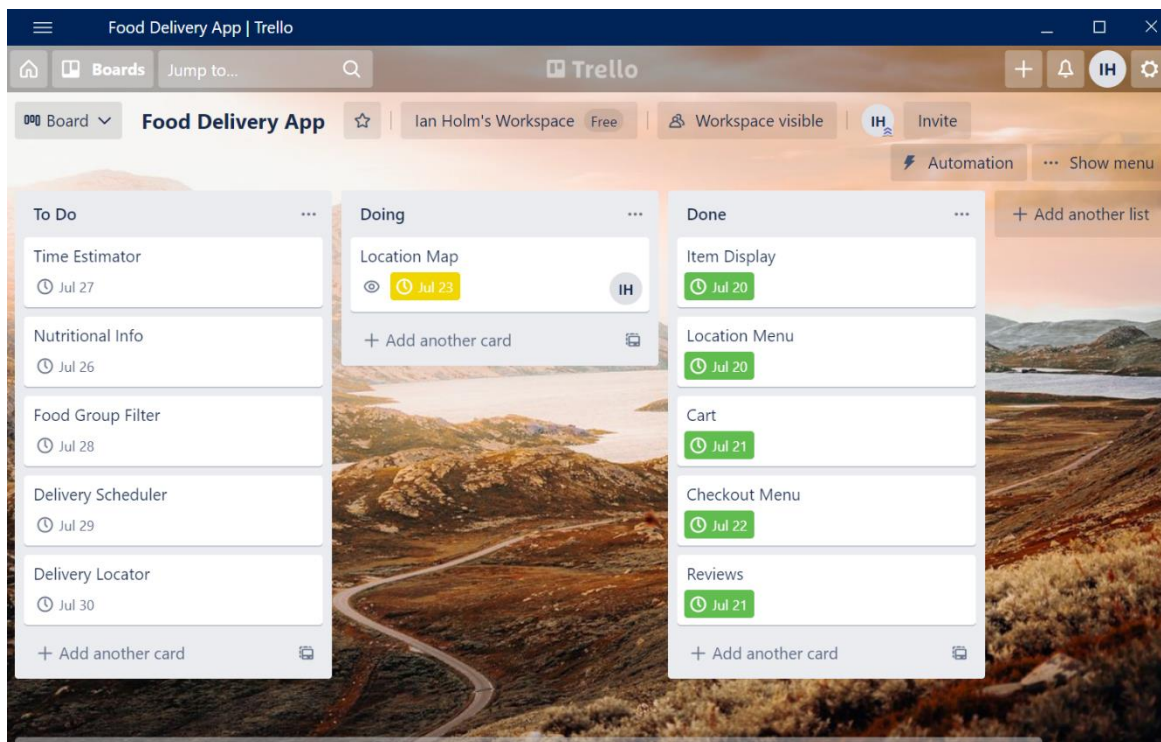 Food Delivery App | Trello
Boards Jump to... Trello IH
Board Food Delivery App Ian Holm's Workspace Free Workspace visible IH Invite
Automation ... Show menu
To Do ...
Time Estimator
Jul 27
Nutritional Info
Jul 26
Food Group Filter
Jul 28
Delivery Scheduler
Jul 29
Delivery Locator
Jul 30
+ Add another card
Doing ...
Location Map
Jul 23 IH
+ Add another card
Done ...
Item Display
Jul 20
Location Menu
Jul 20
Cart
Jul 21
Checkout Menu
Jul 22
Reviews
Jul 21
+ Add another card
+ Add another list